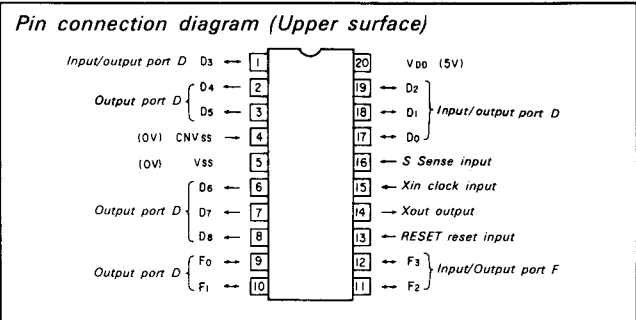 Pin connection diagram (Upper surface)
Input/output port D D3 ↔ 1
Output port D D4 ← 2
D5 ← 3
(0V) CNVSS → 4
(0V) VSS 5
Output port D D6 ← 6
D7 ← 7
D8 ← 8
Output port D F0 ↔ 9
F1 ↔ 10
20 VDD (5V)
19 ↔ D2
18 ↔ D1 Input/output port D
17 ↔ D0
16 ← S Sense input
15 ← Xin clock input
14 → Xout output
13 ← RESET reset input
12 ↔ F3 Input/Output port F
11 ↔ F2